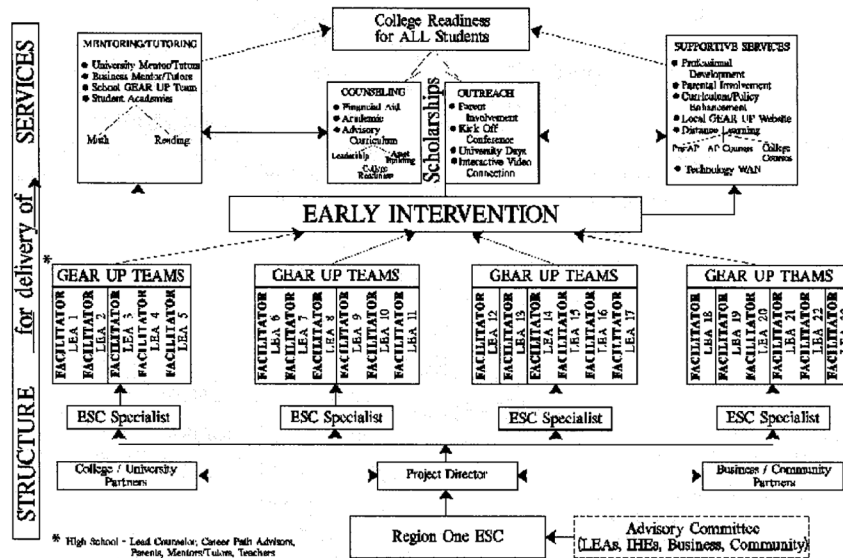 College Readiness
for ALL Students
MENTORING/TUTORING
University Mentor/Tutors
Business Mentor/Tutors
School GEAR UP Team
Student Academies
Math
Reading
COUNSELING
Financial Aid
Academic
Advisory
Curriculum
Leadership
College
Readiness
Scholarships
OUTREACH
Parent
Involvement
Kick Off
Conference
University Days
Interactive Video
Connection
SUPPORTIVE SERVICES
Professional
Development
Parental Involvement
Curriculum/Policy
Enhancement
Local GEAR UP Website
Distance Learning
Pre-AP
AP Courses
College
Courses
Technology WAN
EARLY INTERVENTION
STRUCTURE for delivery of SERVICES
*
GEAR UP TEAMS
FACILITATOR
LEA 1
FACILITATOR
LEA 2
FACILITATOR
LEA 3
FACILITATOR
LEA 4
FACILITATOR
LEA 5
GEAR UP TEAMS
FACILITATOR
LEA 6
FACILITATOR
LEA 7
FACILITATOR
LEA 8
FACILITATOR
LEA 9
FACILITATOR
LEA 10
FACILITATOR
LEA 11
GEAR UP TEAMS
FACILITATOR
LEA 12
FACILITATOR
LEA 13
FACILITATOR
LEA 14
FACILITATOR
LEA 15
FACILITATOR
LEA 16
FACILITATOR
LEA 17
GEAR UP TEAMS
FACILITATOR
LEA 18
FACILITATOR
LEA 19
FACILITATOR
LEA 20
FACILITATOR
LEA 21
FACILITATOR
LEA 22
FACILITATOR
ESC Specialist
ESC Specialist
ESC Specialist
ESC Specialist
College / University
Partners
Project Director
Business / Community
Partners
Region One ESC
Advisory Committee
(LEAs, IHEs, Business, Community)
* High School - Lead Counselor, Career Path Advisors,
Parents, Mentors/Tutors, Teachers